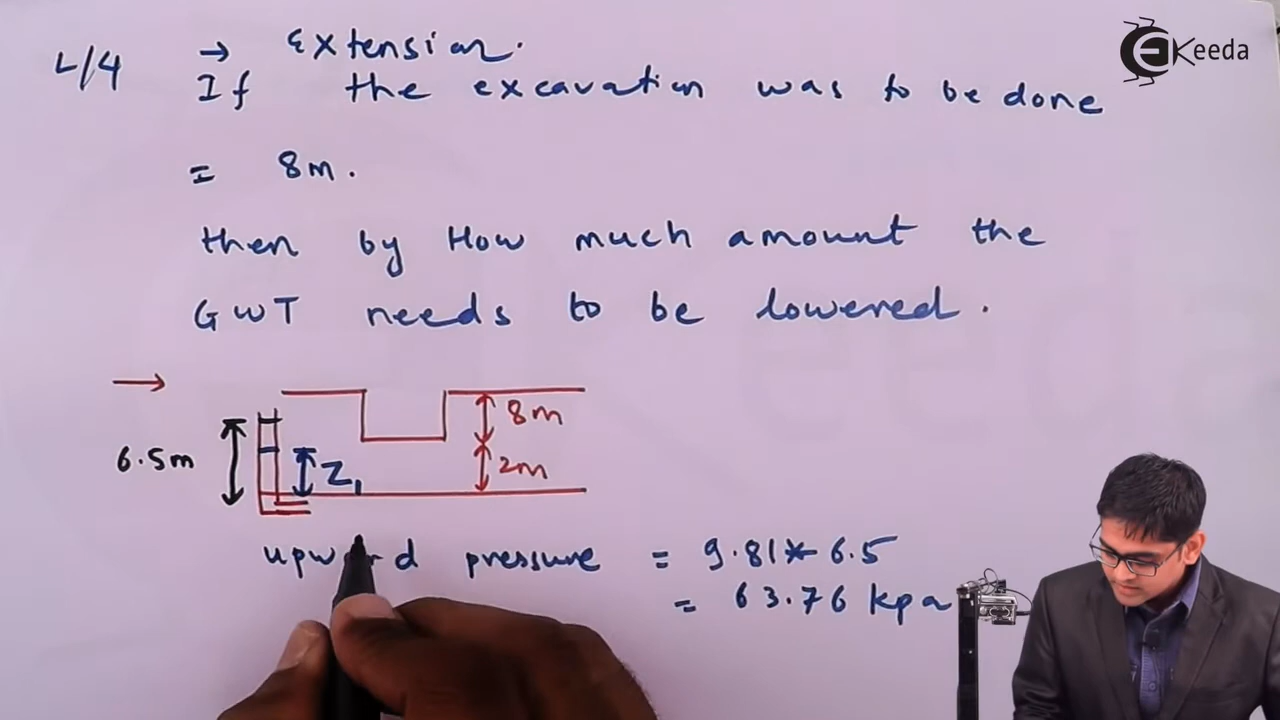 L/4 → Extension.
If the excavation was to be done
= 8m.
then by How much amount the
GWT needs to be lowered.
→
8m
6.5m
Z₁
2m
upward pressure = 9.81*6.5
= 63.76 kpa
Keeda